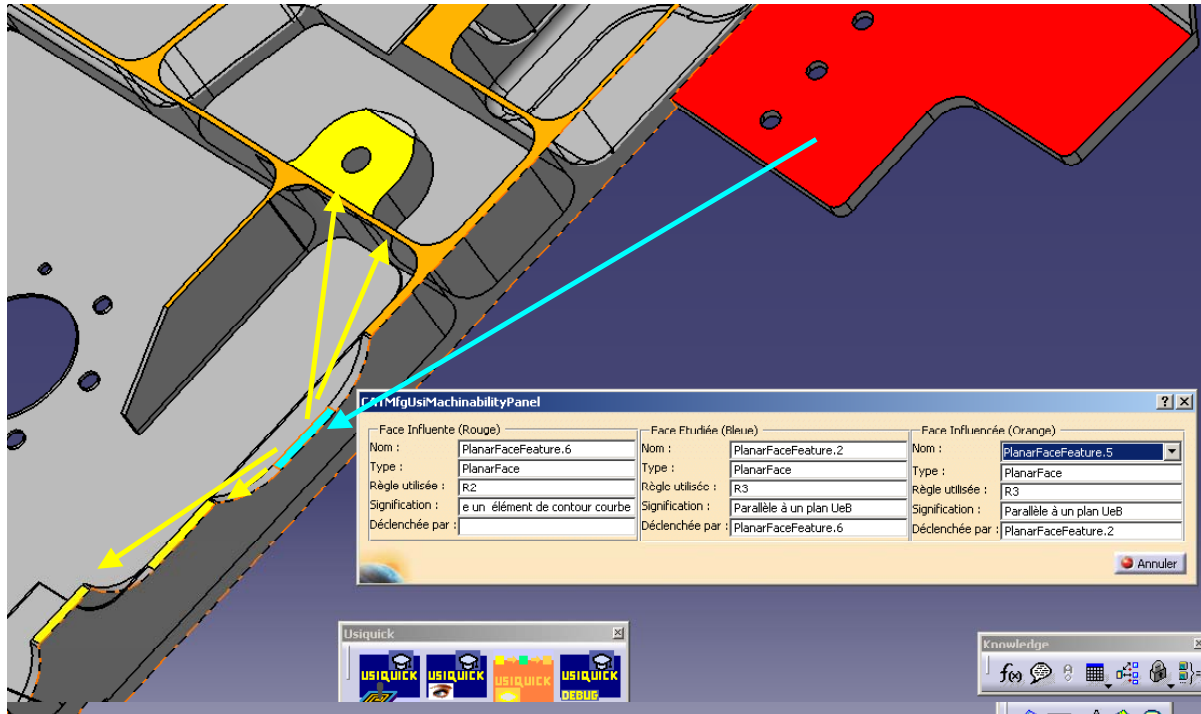 CATMfgUsiMachinabilityPanel
Face Influente (Rouge)
Nom :
PlanarFaceFeature.6
Type :
PlanarFace
Règle utilisée :
R2
Signification :
e un élément de contour courbe
Déclenchée par :
Face Etudiée (Bleue)
Nom :
PlanarFaceFeature.2
Type :
PlanarFace
Règle utilisée :
R3
Signification :
Parallèle à un plan UeB
Déclenchée par :
PlanarFaceFeature.6
Face Influencée (Orange)
Nom :
PlanarFaceFeature.5
Type :
PlanarFace
Règle utilisée :
R3
Signification :
Parallèle à un plan UeB
Déclenchée par :
PlanarFaceFeature.2
Annuler
Usiquick
USIQUICK
USIQUICK
USIQUICK
USIQUICK
DEBUG
Knowledge
f(x)